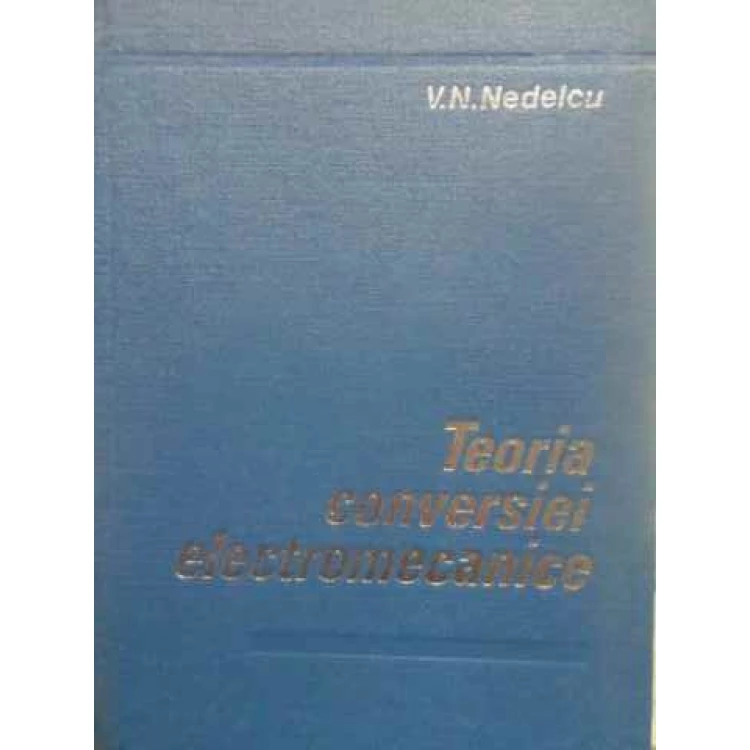 V.N.Nedelcu
Teoria
conversiei
electromecanice